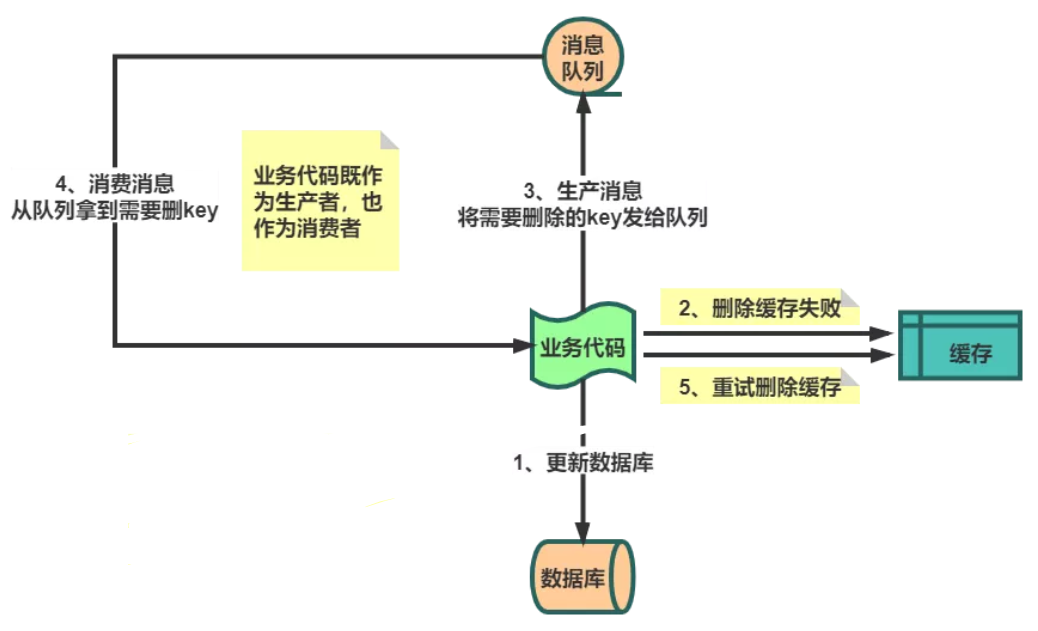 消息
队列
4、消费消息
从队列拿到需要删key
业务代码既作
为生产者，也
作为消费者
3、生产消息
将需要删除的key发给队列
2、删除缓存失败
业务代码
缓存
5、重试删除缓存
1、更新数据库
数据库